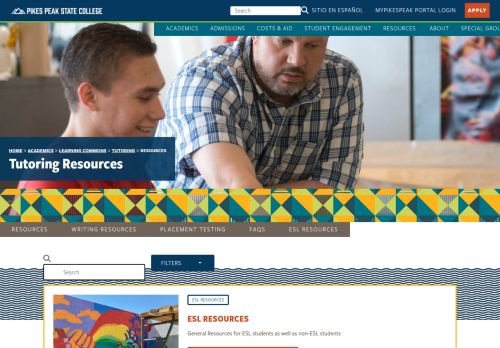 PIKES PEAK STATE COLLEGE
Search
SITIO EN ESPAÑOL
MYPIKESPEAK PORTAL LOGIN
APPLY
ACADEMICS ADMISSIONS COSTS & AID STUDENT ENGAGEMENT RESOURCES ABOUT SPECIAL GROU
HOME > ACADEMICS > LEARNING COMMONS > TUTORING > RESOURCES
Tutoring Resources
RESOURCES WRITING RESOURCES PLACEMENT TESTING FAQS ESL RESOURCES
Search
FILTERS
ESL RESOURCES
ESL RESOURCES
General Resources for ESL students as well as non-ESL students